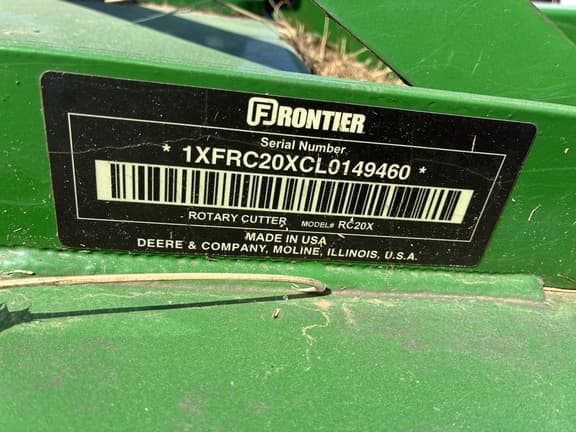 FRONTIER
Serial Number
* 1XFRC20XCL0149460 *
ROTARY CUTTER MODEL# RC20X
MADE IN USA
DEERE & COMPANY, MOLINE, ILLINOIS, U.S.A.